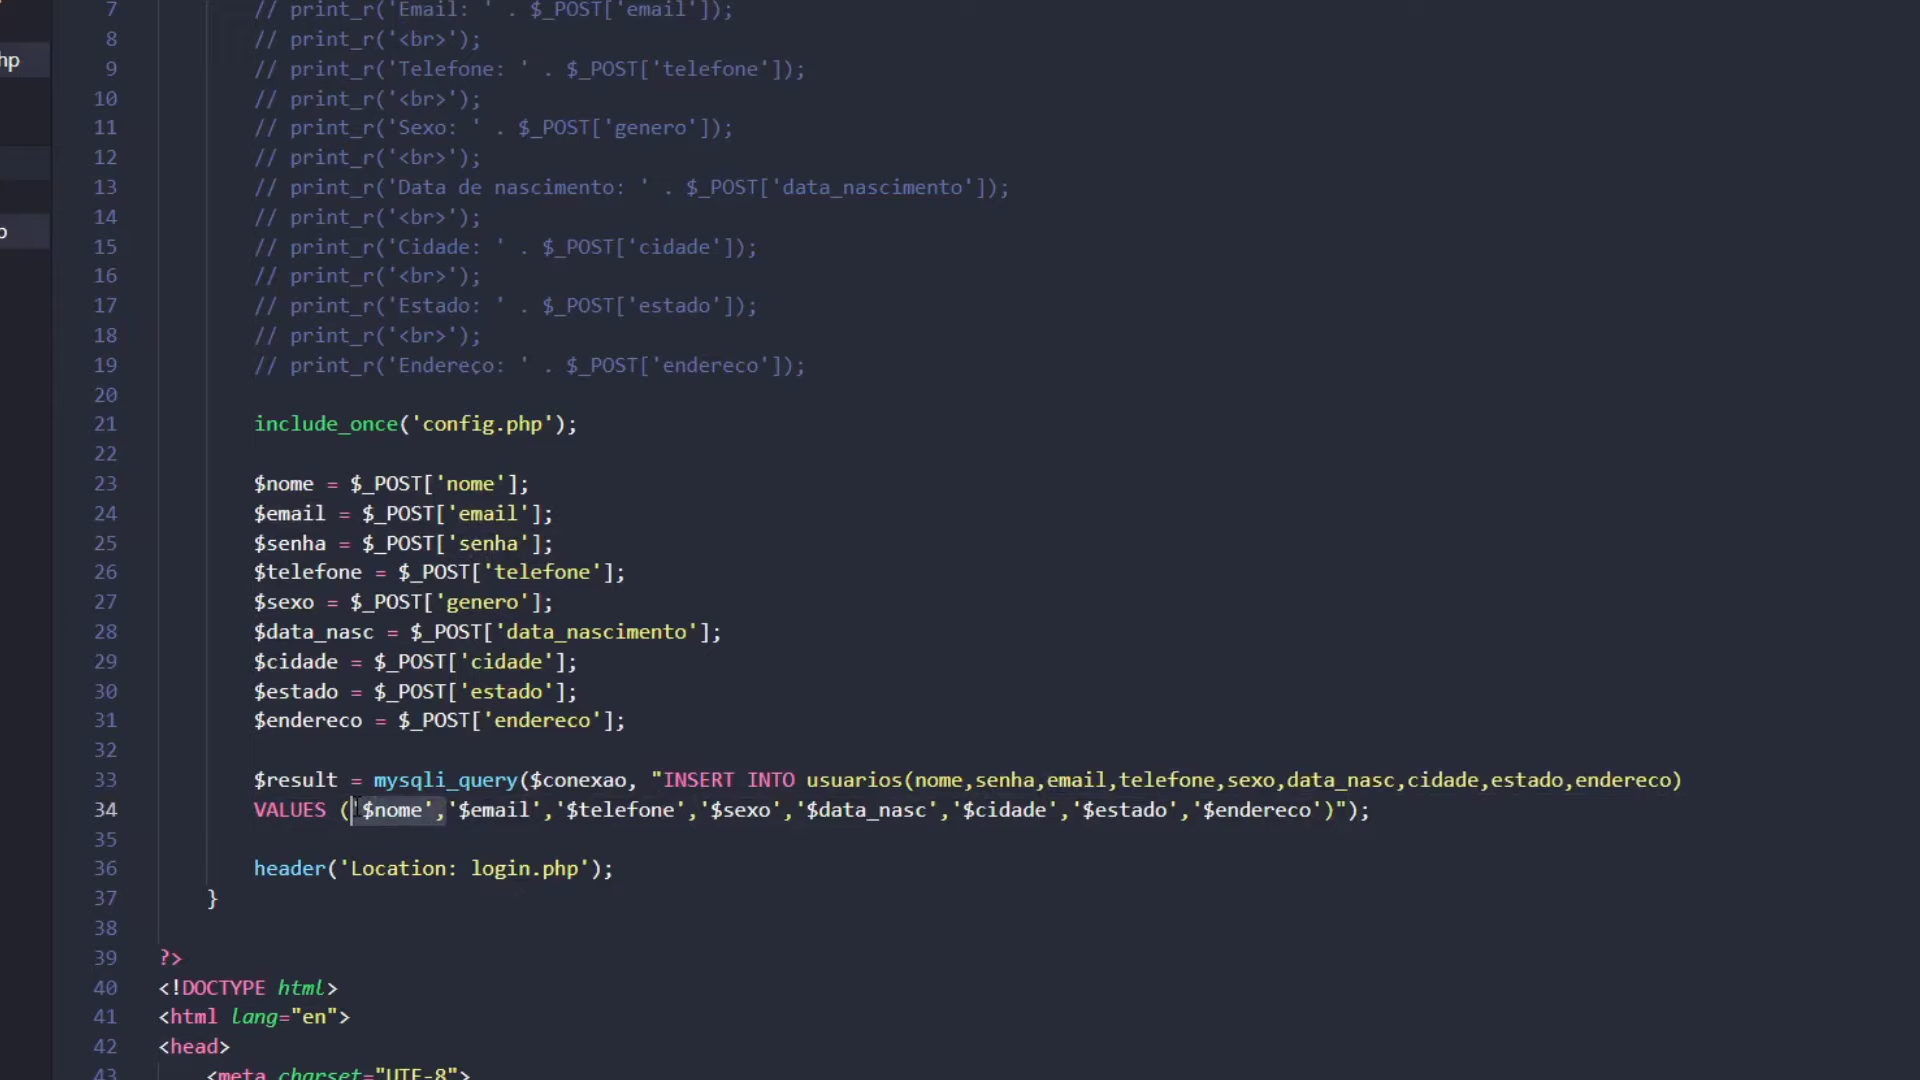 7 // print_r('Email: ' . $_POST['email']);
8 // print_r('<br>');
hp
9 // print_r('Telefone: ' . $_POST['telefone']);
10 // print_r('<br>');
11 // print_r('Sexo: ' . $_POST['genero']);
12 // print_r('<br>');
13 // print_r('Data de nascimento: ' . $_POST['data_nascimento']);
14 // print_r('<br>');
p
15 // print_r('Cidade: ' . $_POST['cidade']);
16 // print_r('<br>');
17 // print_r('Estado: ' . $_POST['estado']);
18 // print_r('<br>');
19 // print_r('Endereço: ' . $_POST['endereco']);
20
21 include_once('config.php');
22
23 $nome = $_POST['nome'];
24 $email = $_POST['email'];
25 $senha = $_POST['senha'];
26 $telefone = $_POST['telefone'];
27 $sexo = $_POST['genero'];
28 $data_nasc = $_POST['data_nascimento'];
29 $cidade = $_POST['cidade'];
30 $estado = $_POST['estado'];
31 $endereco = $_POST['endereco'];
32
33 $result = mysqli_query($conexao, "INSERT INTO usuarios(nome,senha,email,telefone,sexo,data_nasc,cidade,estado,endereco)
34 VALUES ('$nome','$email','$telefone','$sexo','$data_nasc','$cidade','$estado','$endereco')");
35
36 header('Location: login.php');
37 }
38
39 ?>
40 <!DOCTYPE html>
41 <html lang="en">
42 <head>
43 <meta charset="UTF-8">